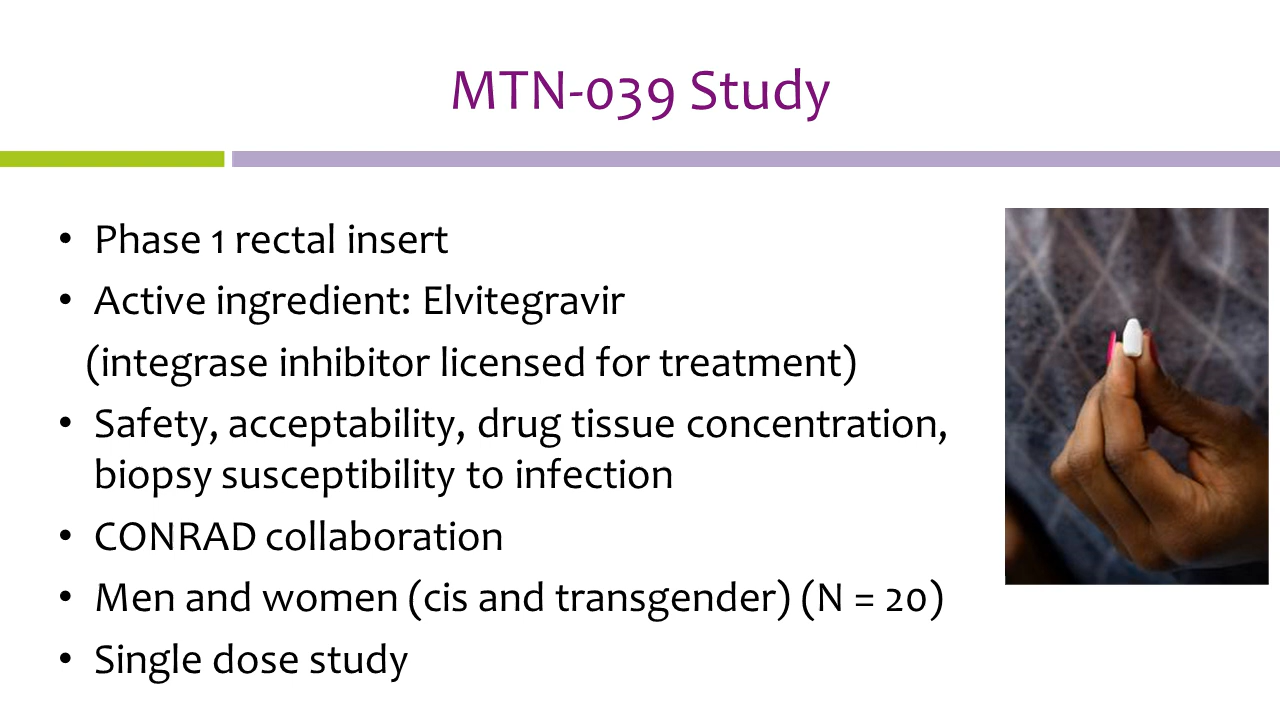 MTN-039 Study
• Phase 1 rectal insert
• Active ingredient: Elvitegravir
(integrase inhibitor licensed for treatment)
• Safety, acceptability, drug tissue concentration,
biopsy susceptibility to infection
• CONRAD collaboration
• Men and women (cis and transgender) (N = 20)
• Single dose study